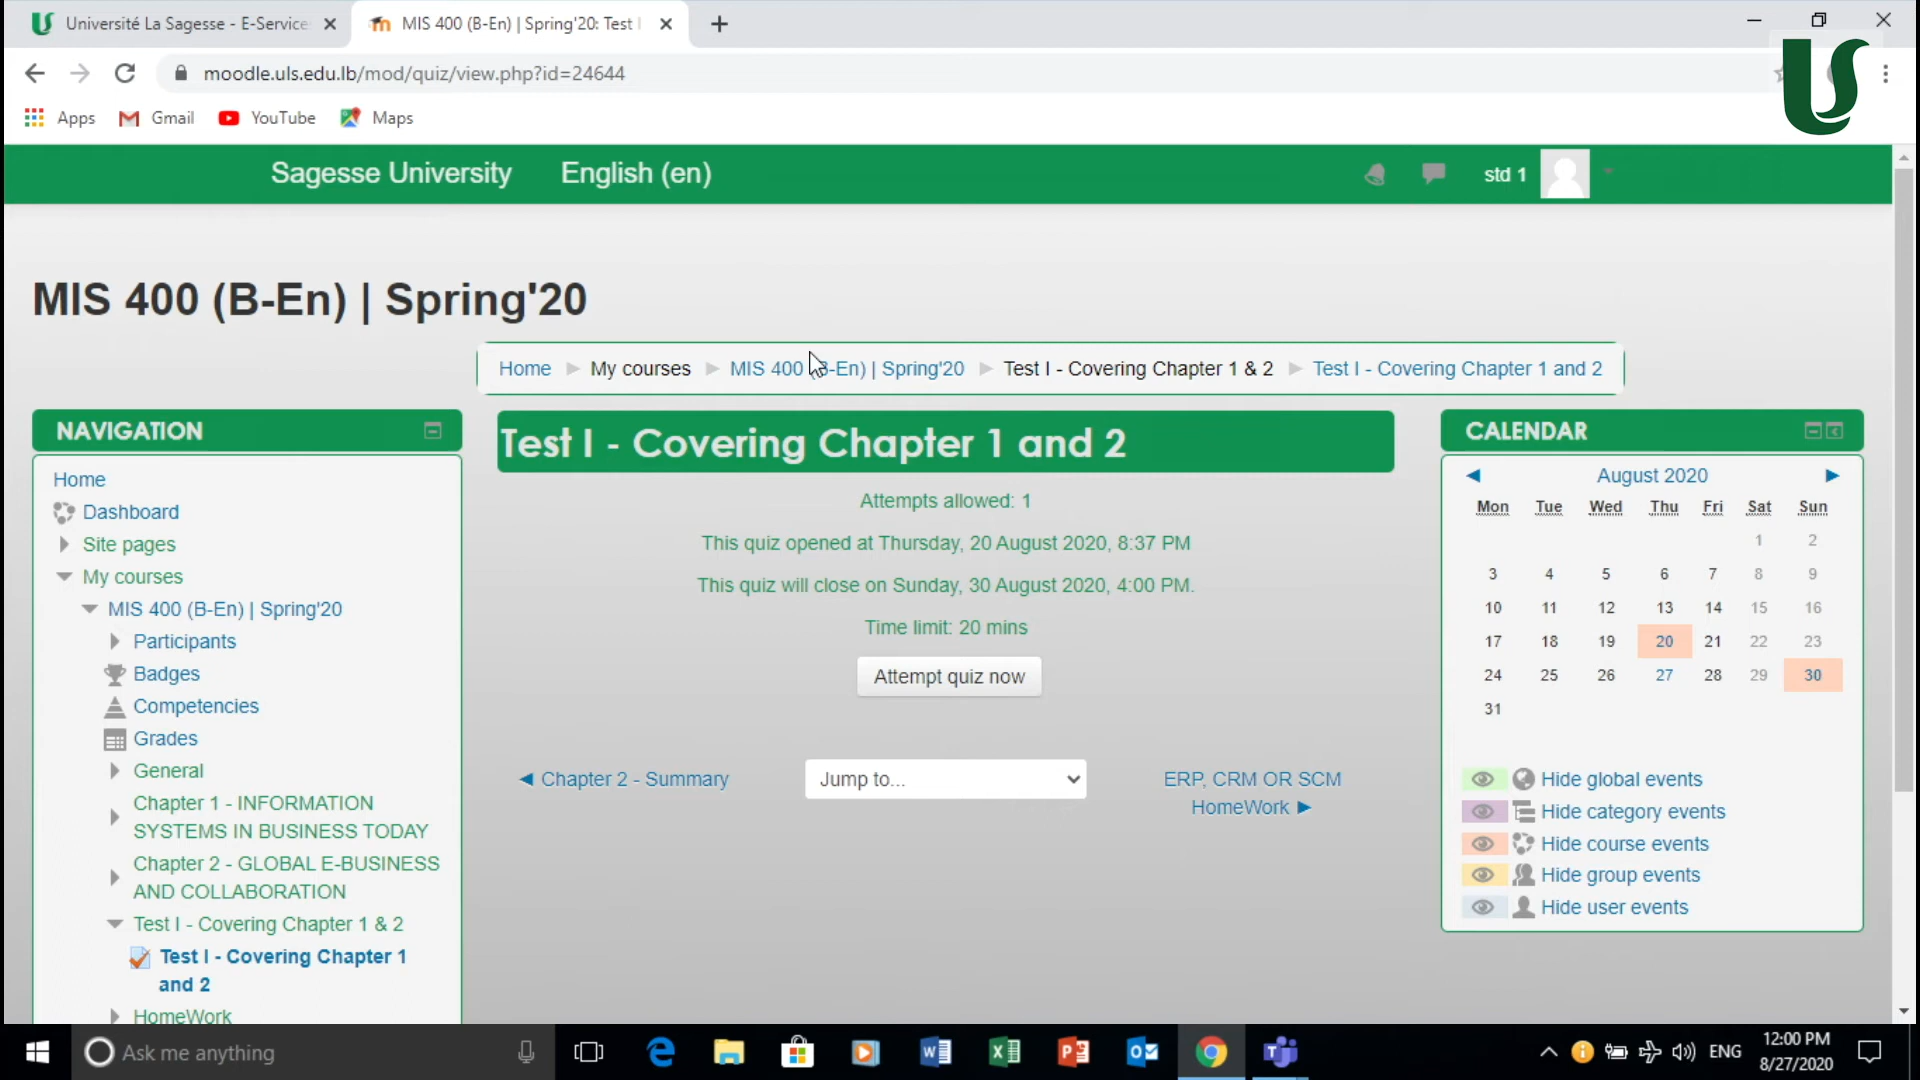 Université La Sagesse - E-Service
MIS 400 (B-En) | Spring'20: Test I
moodle.uls.edu.lb/mod/quiz/view.php?id=24644
Apps Gmail YouTube Maps
Sagesse University English (en) std 1
MIS 400 (B-En) | Spring'20
Home My courses MIS 400 (B-En) | Spring'20 Test I - Covering Chapter 1 & 2 Test I - Covering Chapter 1 and 2
NAVIGATION
Home
Dashboard
Site pages
My courses
MIS 400 (B-En) | Spring'20
Participants
Badges
Competencies
Grades
General
Chapter 1 - INFORMATION
SYSTEMS IN BUSINESS TODAY
Chapter 2 - GLOBAL E-BUSINESS
AND COLLABORATION
Test I - Covering Chapter 1 & 2
Test I - Covering Chapter 1
and 2
HomeWork
Test I - Covering Chapter 1 and 2
Attempts allowed: 1
This quiz opened at Thursday, 20 August 2020, 8:37 PM
This quiz will close on Sunday, 30 August 2020, 4:00 PM.
Time limit: 20 mins
Attempt quiz now
◄ Chapter 2 - Summary
Jump to...
ERP, CRM OR SCM
HomeWork ►
CALENDAR
◄ August 2020 ►
Mon Tue Wed Thu Fri Sat Sun
1 2
3 4 5 6 7 8 9
10 11 12 13 14 15 16
17 18 19 20 21 22 23
24 25 26 27 28 29 30
31
Hide global events
Hide category events
Hide course events
Hide group events
Hide user events
Ask me anything
ENG
12:00 PM
8/27/2020